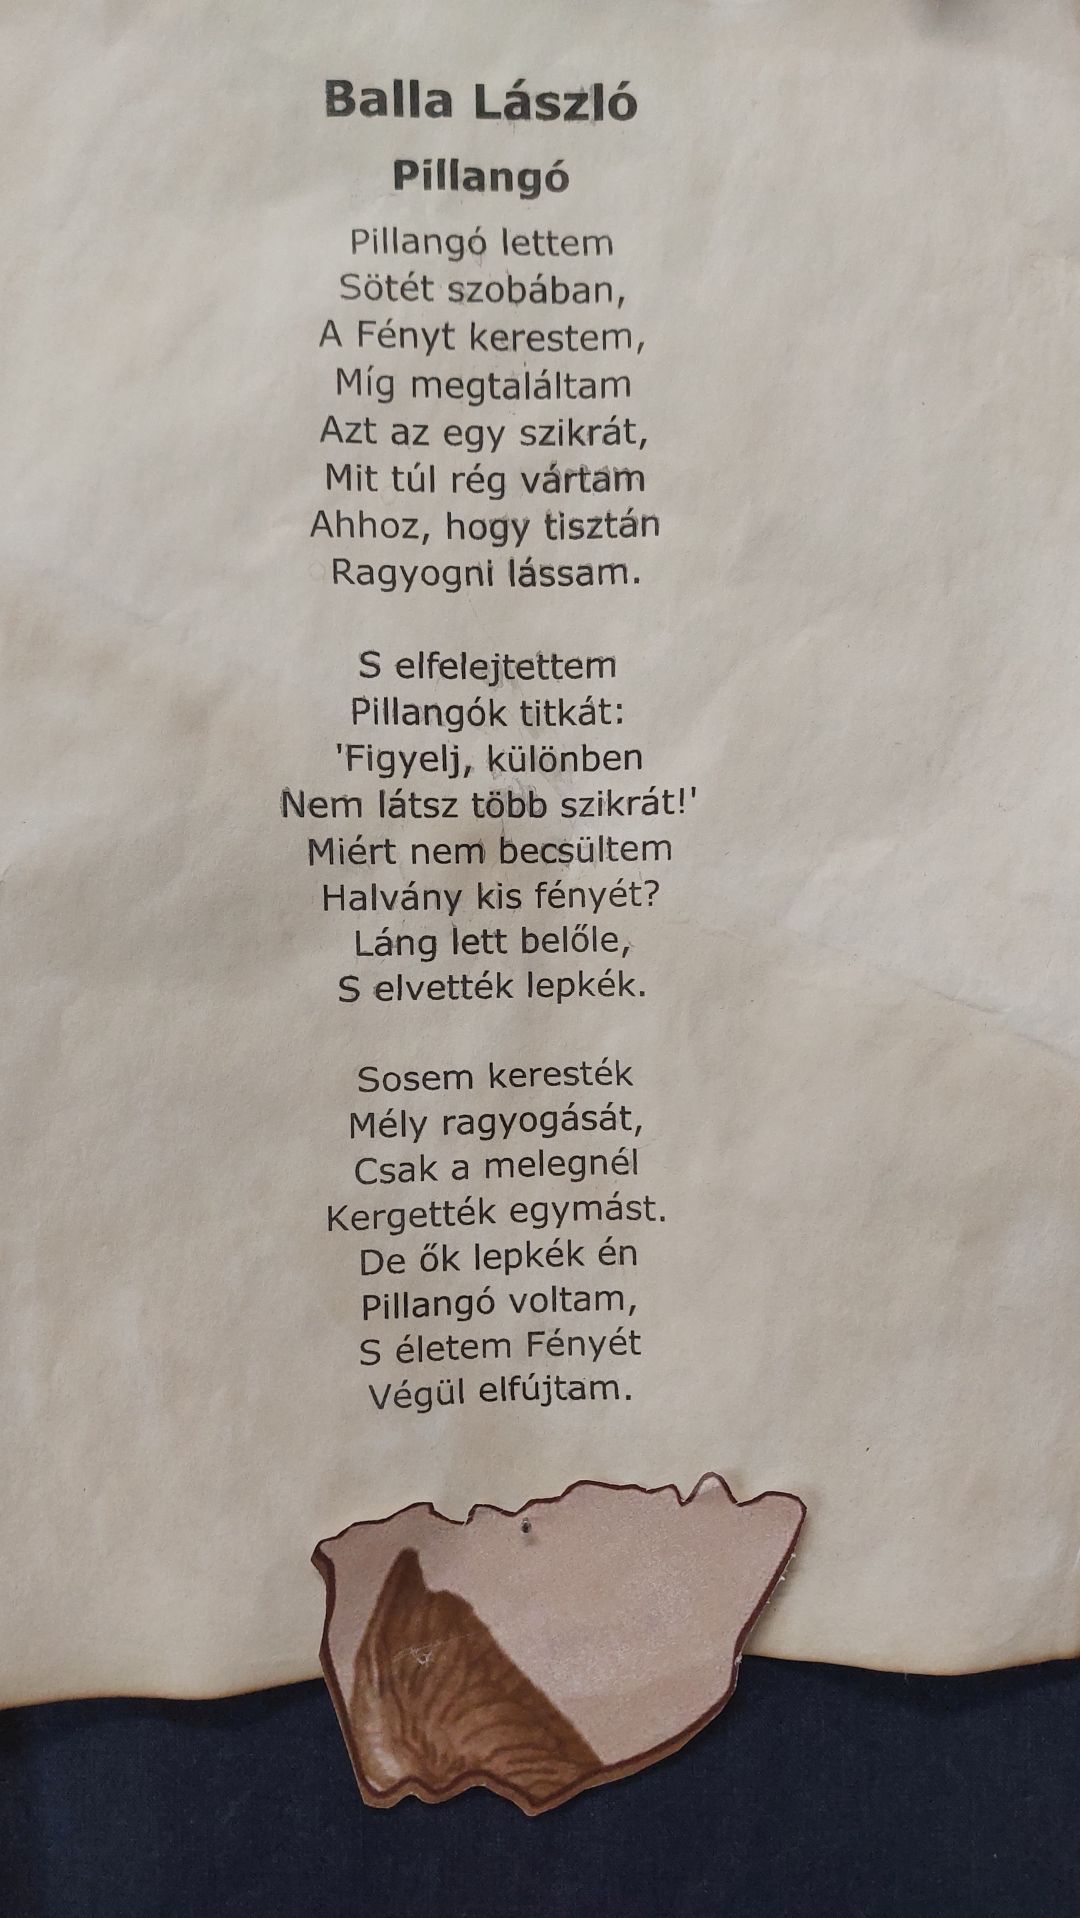 Balla László
Pillangó
Pillangó lettem
Sötét szobában,
A Fényt kerestem,
Míg megtaláltam
Azt az egy szikrát,
Mit túl rég vártam
Ahhoz, hogy tisztán
Ragyogni lássam.
S elfelejtettem
Pillangók titkát:
'Figyelj, különben
Nem látsz több szikrát!'
Miért nem becsültem
Halvány kis fényét?
Láng lett belőle,
S elvették lepkék.
Sosem keresték
Mély ragyogását,
Csak a melegnél
Kergették egymást.
De ők lepkék én
Pillangó voltam,
S életem Fényét
Végül elfújtam.